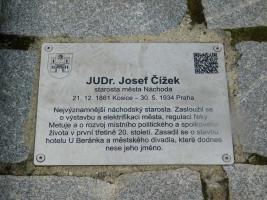 JUDr. Josef Čížek
starosta města Náchoda
21. 12. 1861 Kosice – 30. 5. 1934 Praha
Nejvýznamnější náchodský starosta. Zasloužil se
o výstavbu a elektrifikaci města, regulaci řeky
Metuje a o rozvoj místního politického a spolkového
života v první třetině 20. století. Zasadil se o stavbu
hotelu U Beránka a městského divadla, které dodnes
nese jeho jméno.